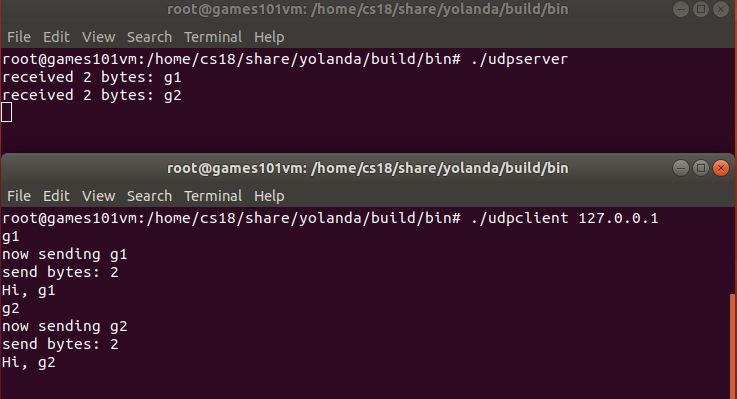 root@games101vm: /home/cs18/share/yolanda/build/bin
File Edit View Search Terminal Help
root@games101vm:/home/cs18/share/yolanda/build/bin# ./udpserver
received 2 bytes: g1
received 2 bytes: g2
root@games101vm: /home/cs18/share/yolanda/build/bin
File Edit View Search Terminal Help
root@games101vm:/home/cs18/share/yolanda/build/bin# ./udpclient 127.0.0.1
g1
now sending g1
send bytes: 2
Hi, g1
g2
now sending g2
send bytes: 2
Hi, g2